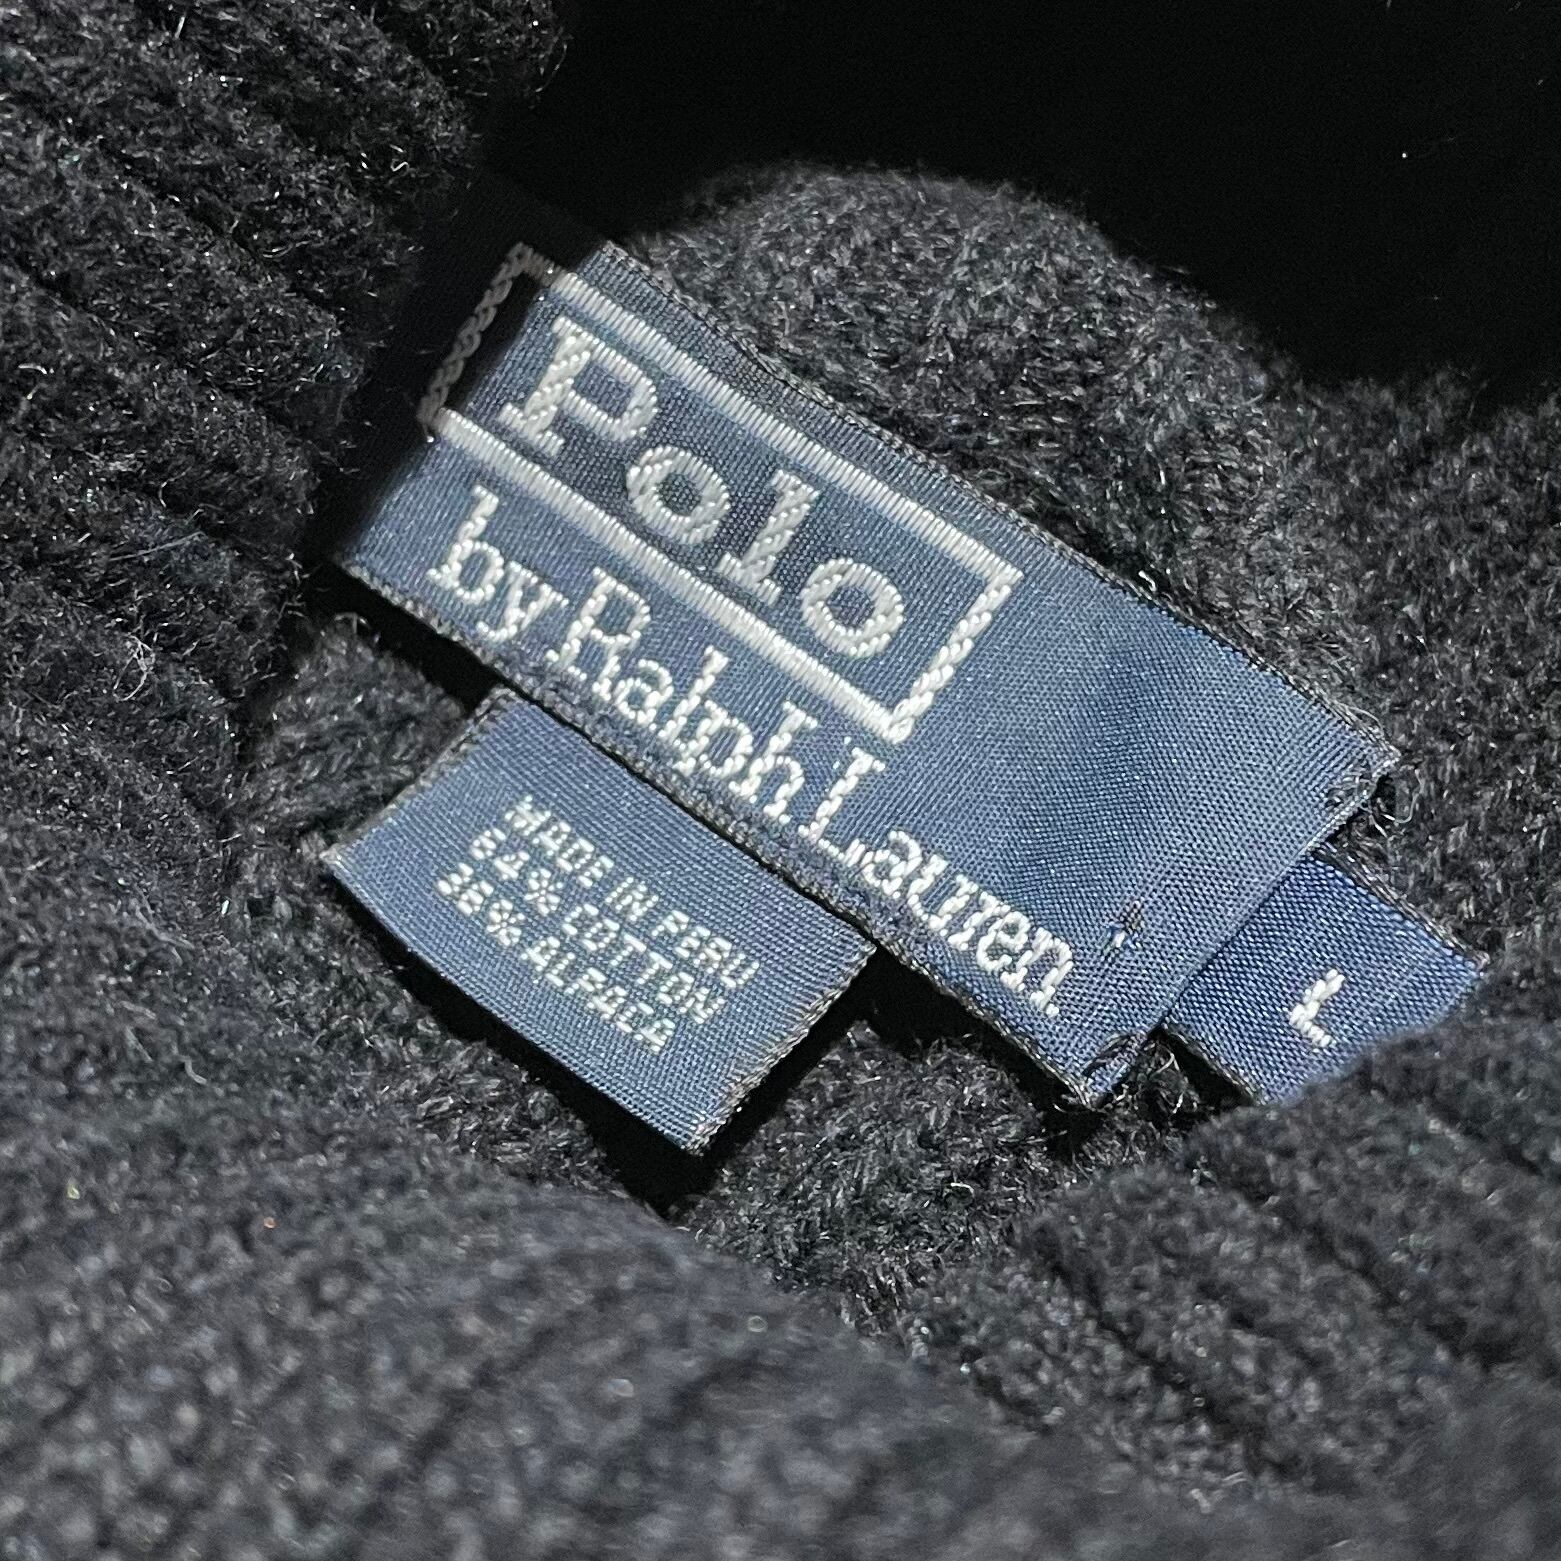 Polo
by Ralph Lauren
MADE IN PERU
64% COTTON
36% ALPACA
L